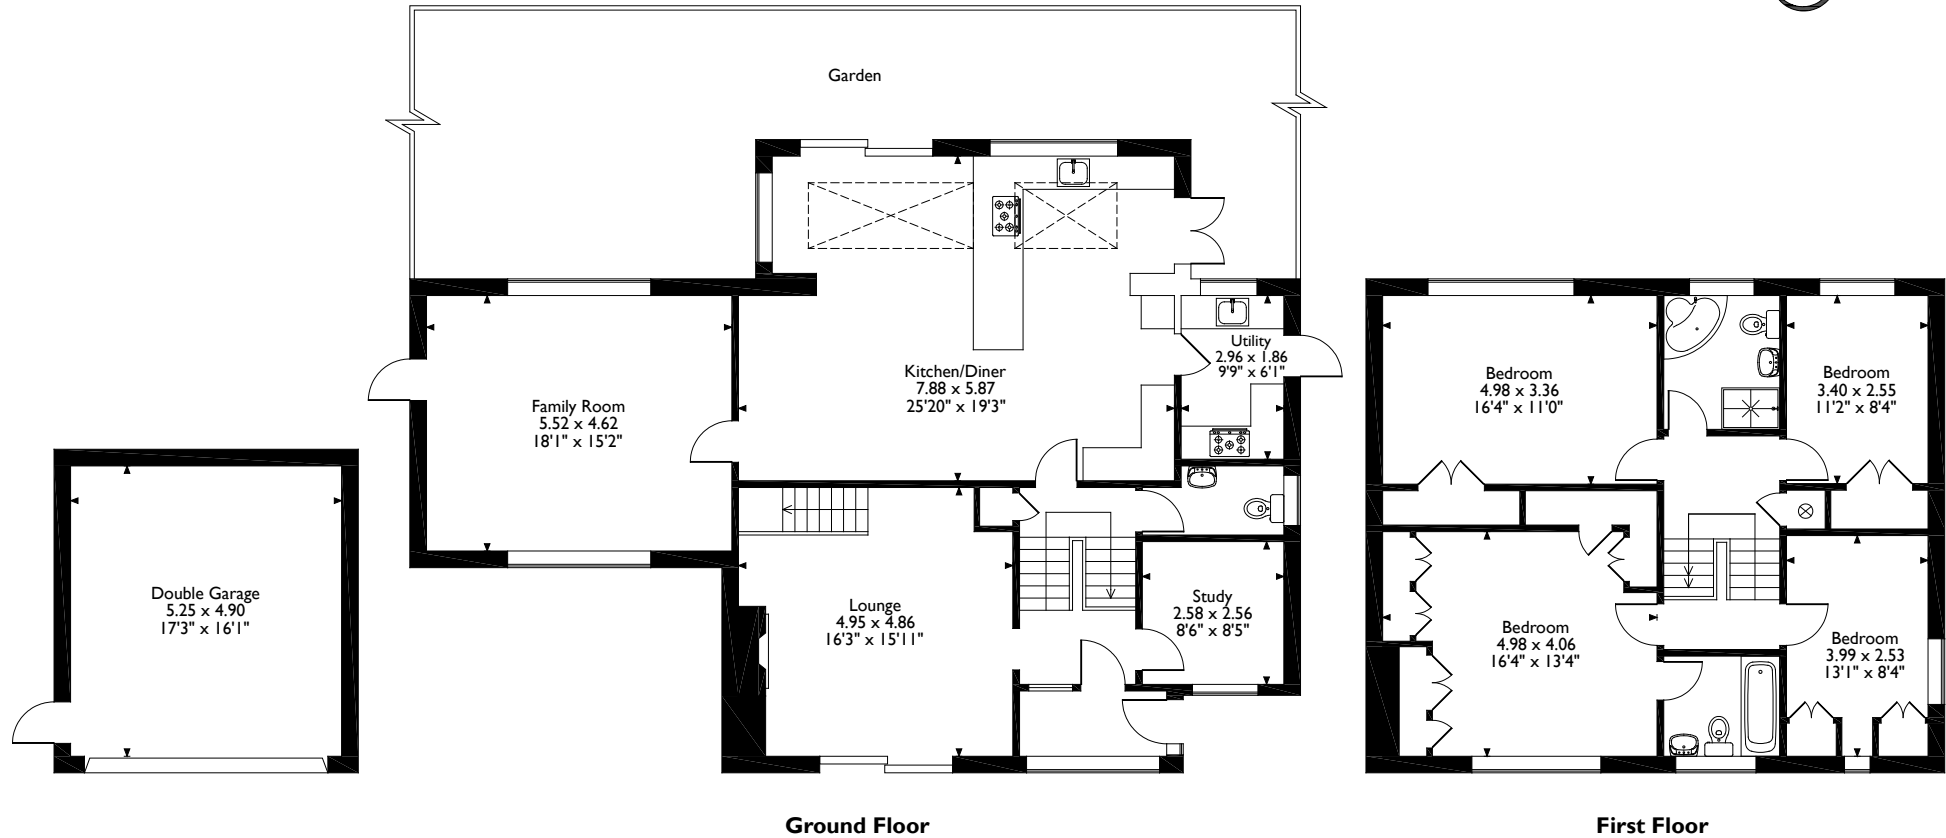 Garden
Kitchen/Diner
7.88 x 5.87
25'20" x 19'3"
Utility
2.96 x 1.86
9'9" x 6'1"
Family Room
5.52 x 4.62
18'1" x 15'2"
Double Garage
5.25 x 4.90
17'3" x 16'1"
Lounge
4.95 x 4.86
16'3" x 15'11"
Study
2.58 x 2.56
8'6" x 8'5"
Ground Floor
Bedroom
4.98 x 3.36
16'4" x 11'0"
Bedroom
3.40 x 2.55
11'2" x 8'4"
Bedroom
4.98 x 4.06
16'4" x 13'4"
Bedroom
3.99 x 2.53
13'1" x 8'4"
First Floor